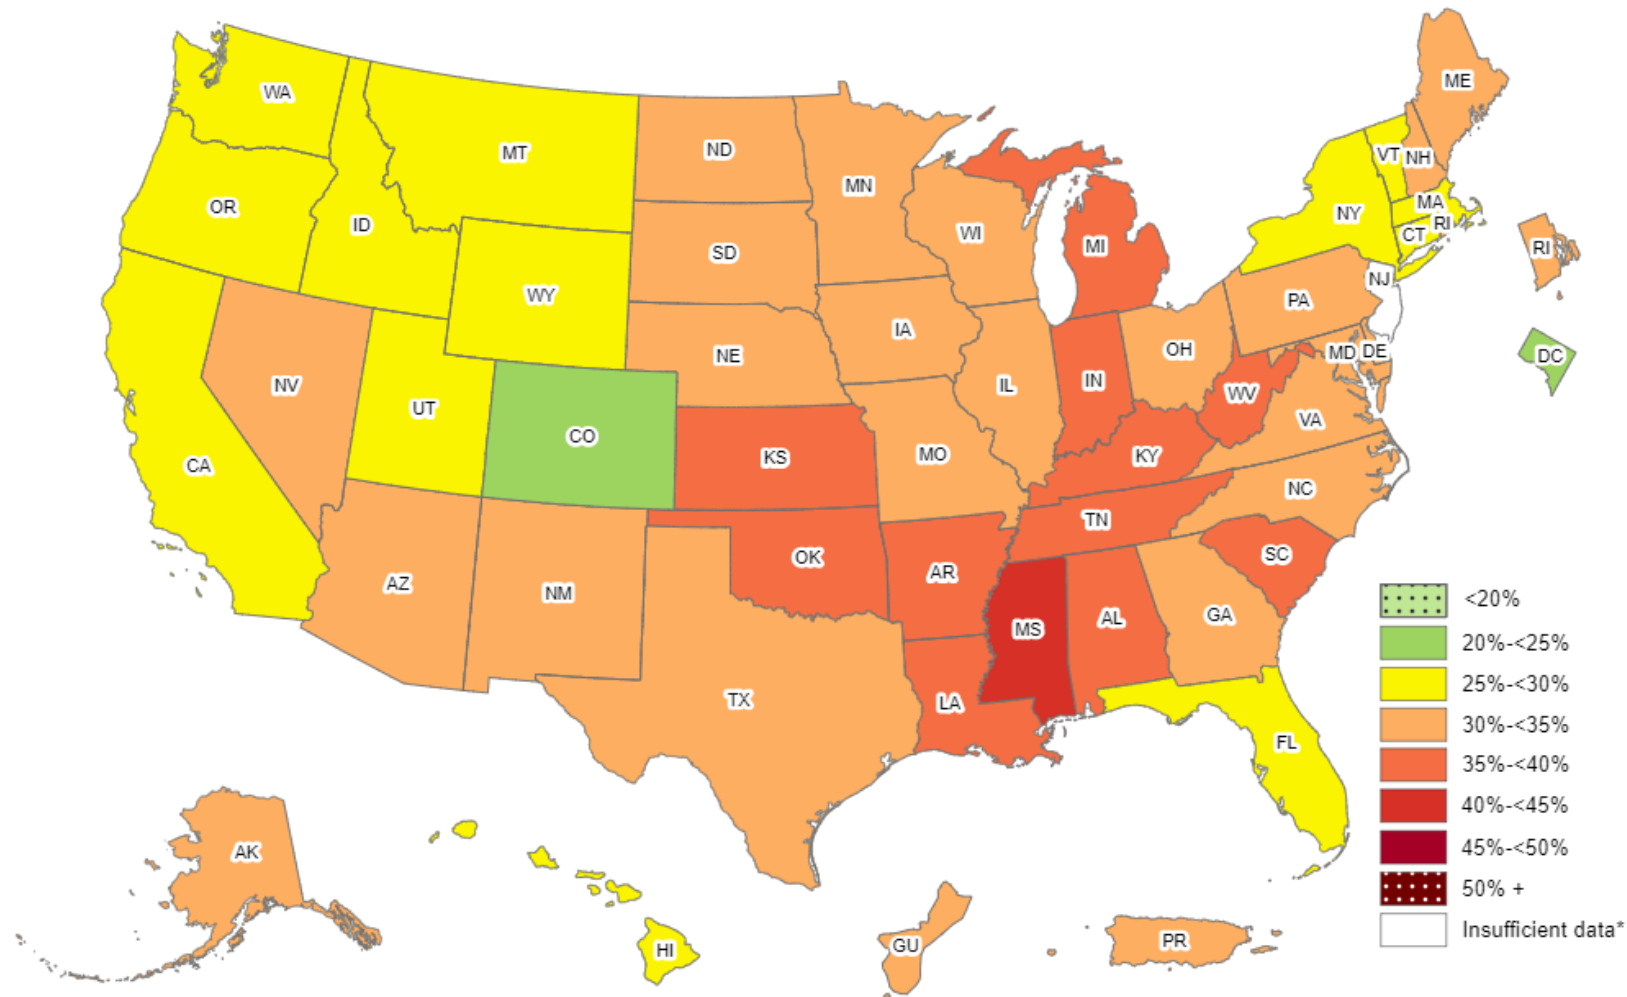 WA
MT
ND
MN
ME
OR
ID
SD
WI
MI
NY
VT
NH
MA
RI
CT
RI
WY
NE
IA
PA
NJ
NV
UT
CO
KS
MO
IL
IN
OH
WV
MD
DE
DC
CA
VA
KY
NC
TN
AZ
NM
OK
AR
SC
TX
LA
MS
AL
GA
FL
AK
HI
GU
PR
<20%
20%-<25%
25%-<30%
30%-<35%
35%-<40%
40%-<45%
45%-<50%
50% +
Insufficient data*